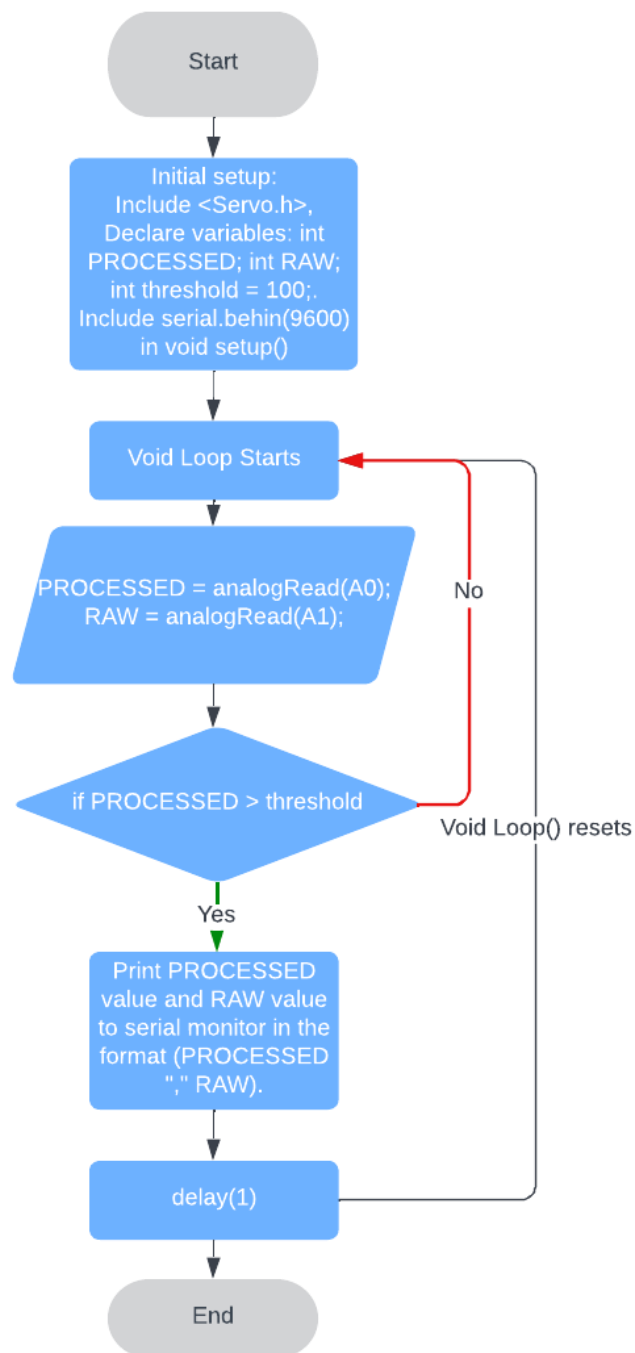 Start
Initial setup:
Include <Servo.h>,
Declare variables: int
PROCESSED; int RAW;
int threshold = 100;.
Include serial.behin(9600)
in void setup()
Void Loop Starts
PROCESSED = analogRead(A0);
RAW = analogRead(A1);
No
if PROCESSED > threshold
Void Loop() resets
Yes
Print PROCESSED
value and RAW value
to serial monitor in the
format (PROCESSED
"," RAW).
delay(1)
End